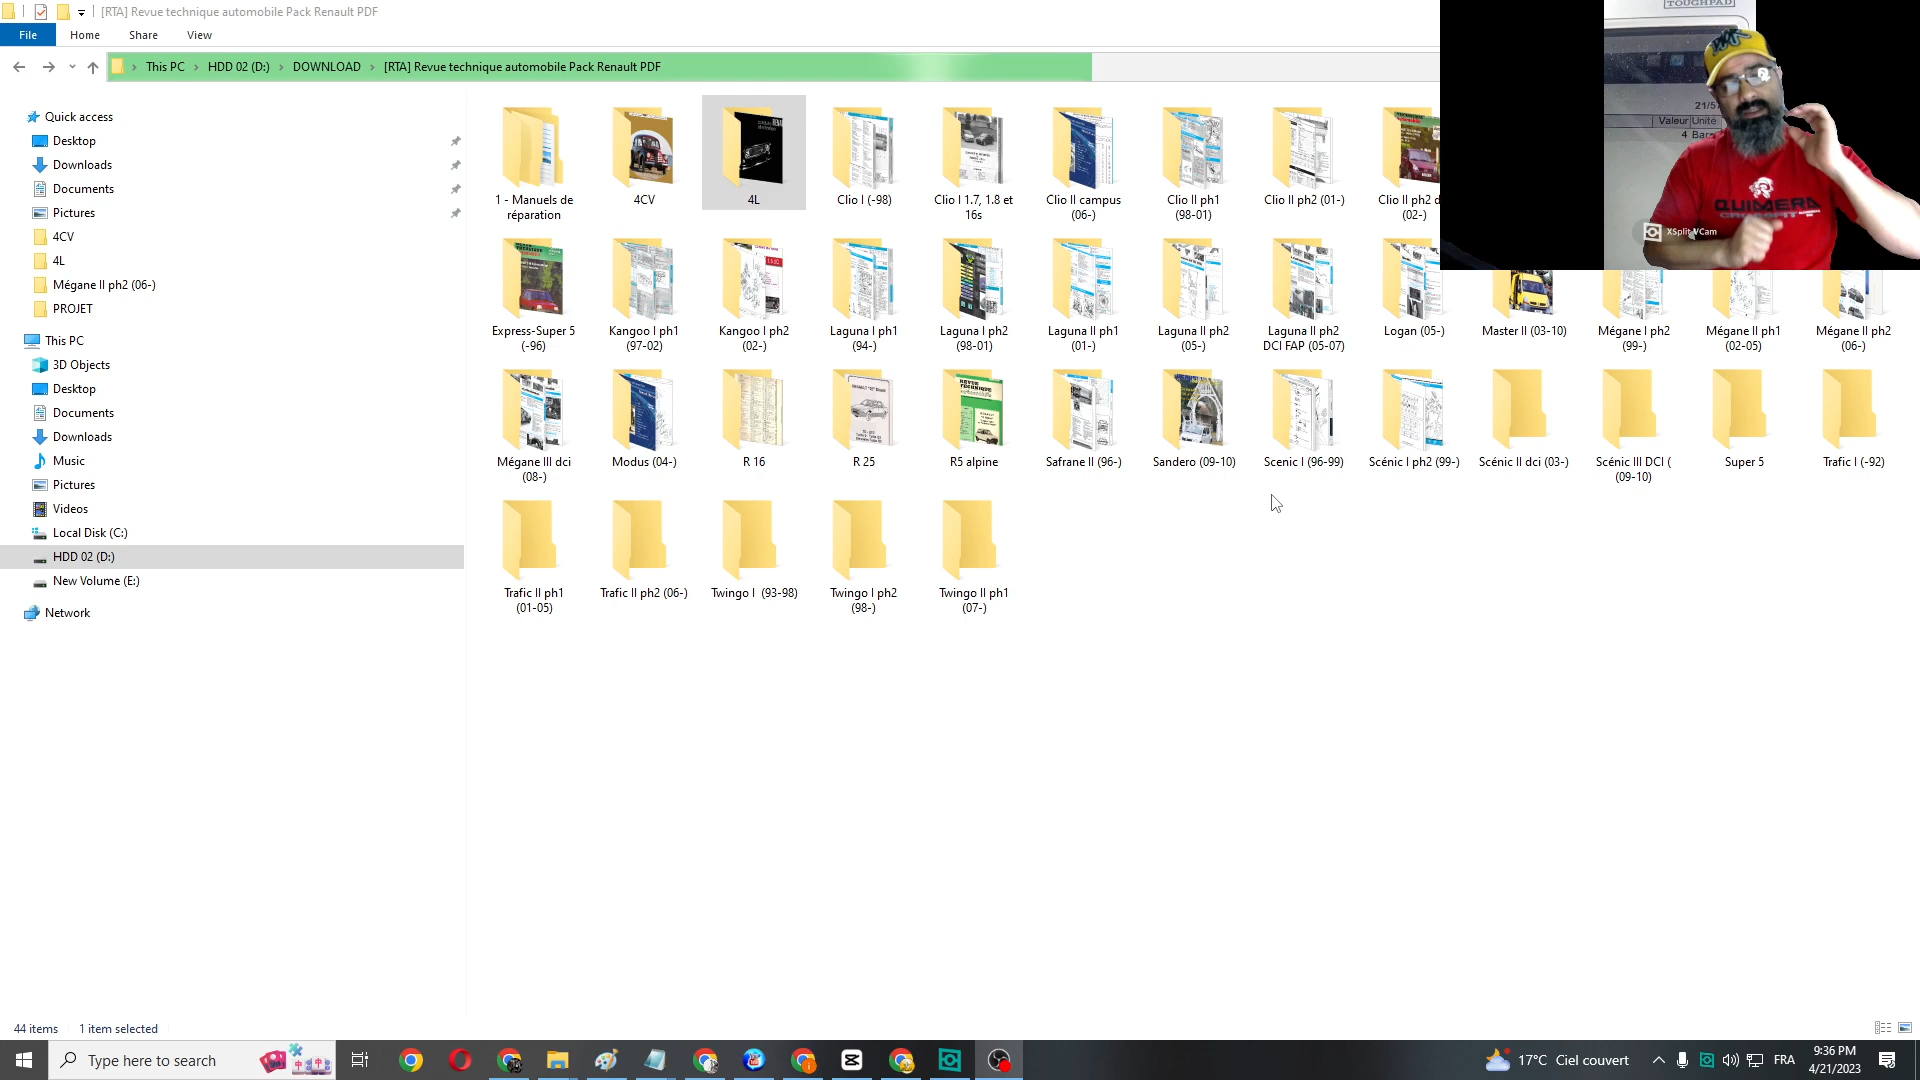 [RTA] Revue technique automobile Pack Renault PDF
File Home Share View
This PC HDD 02 (D:) DOWNLOAD [RTA] Revue technique automobile Pack Renault PDF
Quick access
Desktop
Downloads
Documents
Pictures
4CV
4L
Mégane II ph2 (06-)
PROJET
This PC
3D Objects
Desktop
Documents
Downloads
Music
Pictures
Videos
Local Disk (C:)
HDD 02 (D:)
New Volume (E:)
Network
1 - Manuels de
réparation
4CV
4L
Clio I (-98)
Clio I 1.7, 1.8 et
16s
Clio II campus
(06-)
Clio II ph1
(98-01)
Clio II ph2 (01-)
Clio II ph2 d
(02-)
Express-Super 5
(-96)
Kangoo I ph1
(97-02)
Kangoo I ph2
(02-)
Laguna I ph1
(94-)
Laguna I ph2
(98-01)
Laguna II ph1
(01-)
Laguna II ph2
(05-)
Laguna II ph2
DCI FAP (05-07)
Logan (05-)
Master II (03-10)
Mégane I ph2
(99-)
Mégane II ph1
(02-05)
Mégane II ph2
(06-)
Mégane III dci
(08-)
Modus (04-)
R 16
R 25
R5 alpine
Safrane II (96-)
Sandero (09-10)
Scenic I (96-99)
Scénic I ph2 (99-)
Scénic II dci (03-)
Scénic III DCI (
(09-10)
Super 5
Trafic I (-92)
Trafic II ph1
(01-05)
Trafic II ph2 (06-)
Twingo I (93-98)
Twingo I ph2
(98-)
Twingo II ph1
(07-)
TOUGHPAD
21/5
Valeur Unité
4 Bar
QUIMERA
CROSSFIT
XSplit VCam
44 items 1 item selected
Type here to search
17°C Ciel couvert
FRA
9:36 PM
4/21/2023